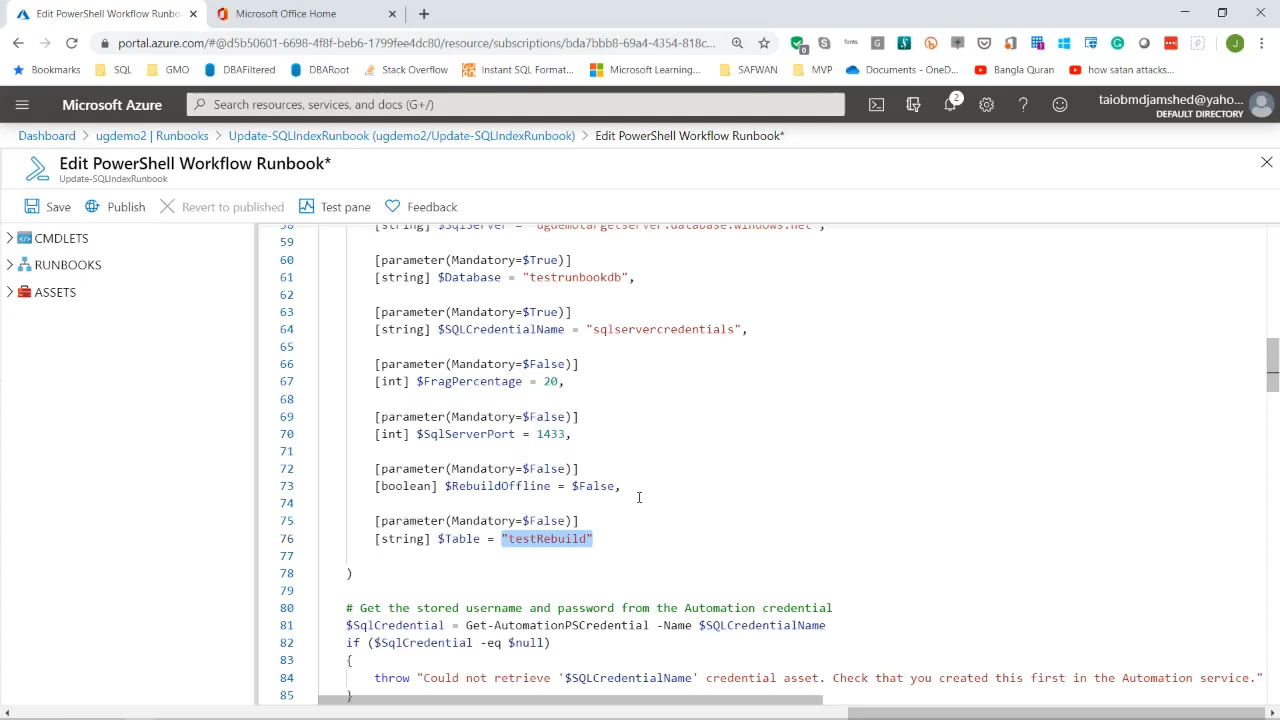 Edit PowerShell Workflow Runbo
Microsoft Office Home
portal.azure.com/#@d5b50601-6698-4f8f-beb6-1799fee4dc80/resource/subscriptions/bda7bbb8-69a4-4354-818c...
Bookmarks SQL GMO DBAFiltered DBARoot Stack Overflow Instant SQL Format... Microsoft Learning... SAFWAN MVP Documents - OneD... Bangla Quran how satan attacks...
Microsoft Azure
Search resources, services, and docs (G+/)
2
taiobmdjamshed@yaho...
DEFAULT DIRECTORY
Dashboard > ugdemo2 | Runbooks > Update-SQLIndexRunbook (ugdemo2/Update-SQLIndexRunbook) > Edit PowerShell Workflow Runbook*
Edit PowerShell Workflow Runbook*
Update-SQLIndexRunbook
Save Publish Revert to published Test pane Feedback
CMDLETS
RUNBOOKS
ASSETS
58 [string] $SqlServer = "ugdemotargetserver.database.windows.net",
59
60 [parameter(Mandatory=$True)]
61 [string] $Database = "testrunbookdb",
62
63 [parameter(Mandatory=$True)]
64 [string] $SQLCredentialName = "sqlservercredentials",
65
66 [parameter(Mandatory=$False)]
67 [int] $FragPercentage = 20,
68
69 [parameter(Mandatory=$False)]
70 [int] $SqlServerPort = 1433,
71
72 [parameter(Mandatory=$False)]
73 [boolean] $RebuildOffline = $False,
74
75 [parameter(Mandatory=$False)]
76 [string] $Table = "testRebuild"
77
78 )
79
80 # Get the stored username and password from the Automation credential
81 $SqlCredential = Get-AutomationPSCredential -Name $SQLCredentialName
82 if ($SqlCredential -eq $null)
83 {
84 throw "Could not retrieve '$SQLCredentialName' credential asset. Check that you created this first in the Automation service."
85 }